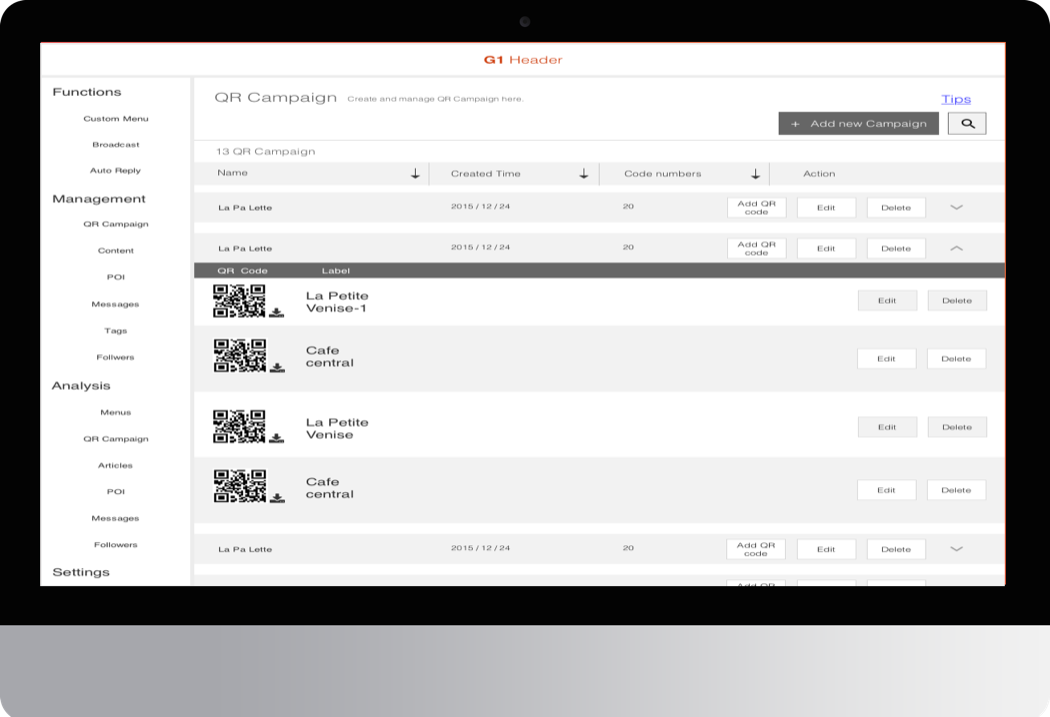 G1 Header
Functions
Custom Menu
Broadcast
Auto Reply
Management
QR Campaign
Content
POI
Messages
Tags
Follwers
Analysis
Menus
QR Campaign
Articles
POI
Messages
Followers
Settings
QR Campaign Create and manage QR Campaign here.
Tips
+ Add new Campaign
13 QR Campaign
Name Created Time Code numbers Action
La Pa Lette 2015 / 12 / 24 20 Add QR code Edit Delete
La Pa Lette 2015 / 12 / 24 20 Add QR code Edit Delete
QR Code Label
La Petite
Venise-1
Edit Delete
Cafe
central
Edit Delete
La Petite
Venise
Edit Delete
Cafe
central
Edit Delete
La Pa Lette 2015 / 12 / 24 20 Add QR code Edit Delete
Add QR